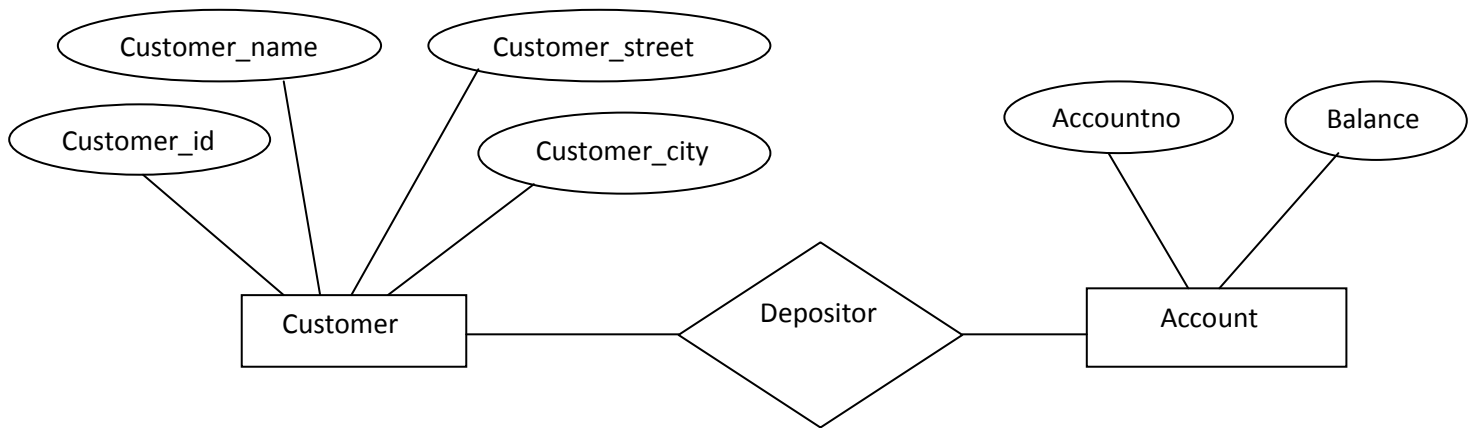 Customer_name
Customer_street
Customer_id
Customer_city
Accountno
Balance
Customer
Depositor
Account